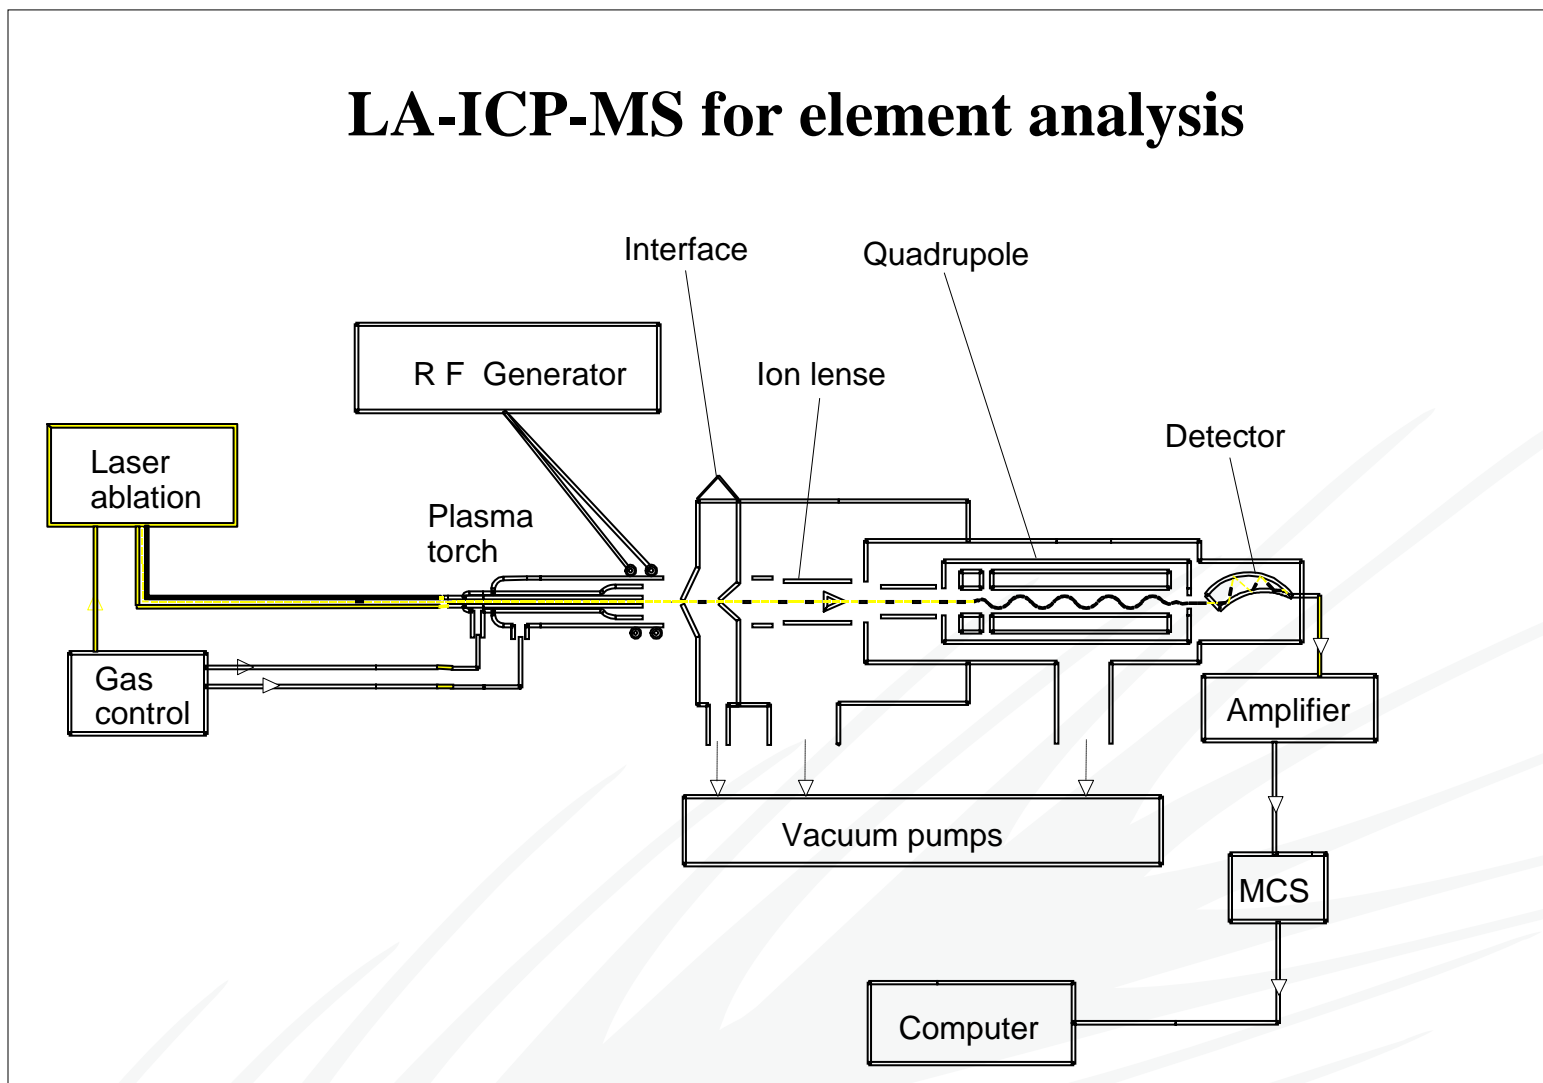 LA-ICP-MS for element analysis
Interface
Quadrupole
R F Generator
Ion lense
Detector
Laser
ablation
Plasma
torch
Gas
control
Amplifier
Vacuum pumps
MCS
Computer